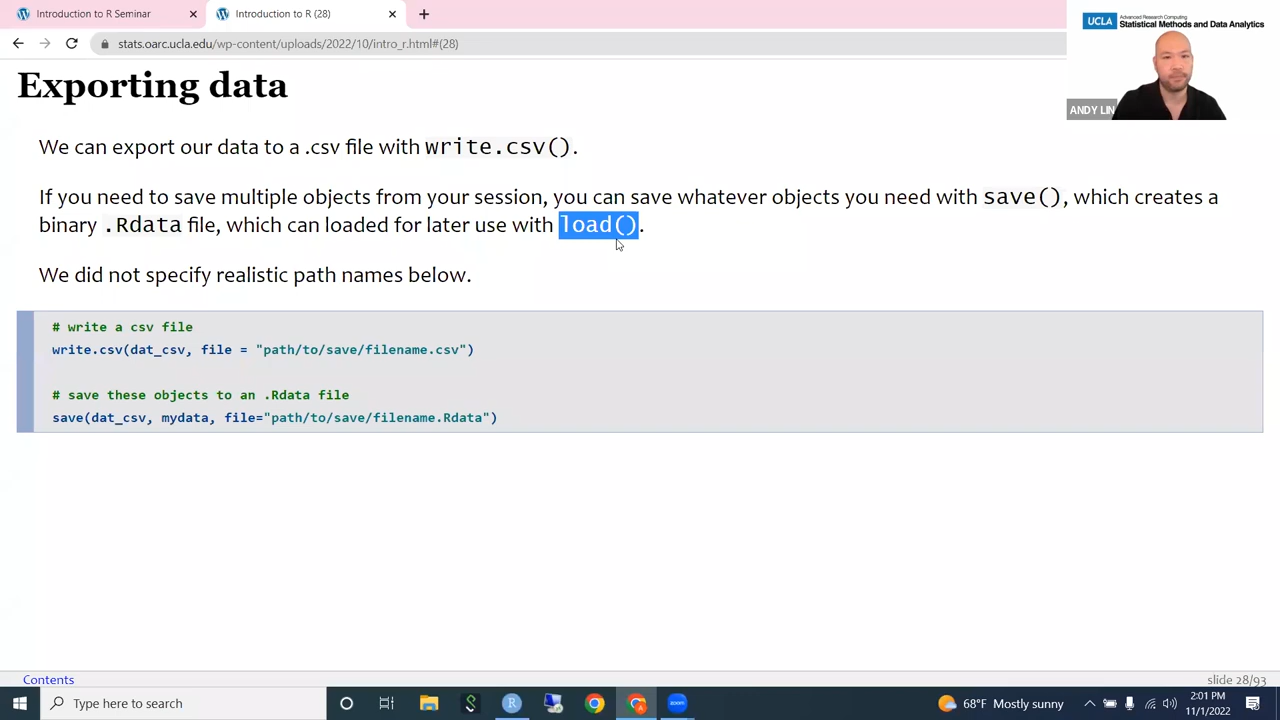 Introduction to R Seminar
Introduction to R (28)
stats.oarc.ucla.edu/wp-content/uploads/2022/10/intro_r.html#(28)
UCLA
Advanced Research Computing
Statistical Methods and Data Analytics
ANDY LIN
Exporting data
We can export our data to a .csv file with write.csv().
If you need to save multiple objects from your session, you can save whatever objects you need with save(), which creates a
binary .Rdata file, which can loaded for later use with load().
We did not specify realistic path names below.
# write a csv file
write.csv(dat_csv, file = "path/to/save/filename.csv")
# save these objects to an .Rdata file
save(dat_csv, mydata, file="path/to/save/filename.Rdata")
Contents
slide 28/93
Type here to search
zoom
68°F Mostly sunny
2:01 PM
11/1/2022